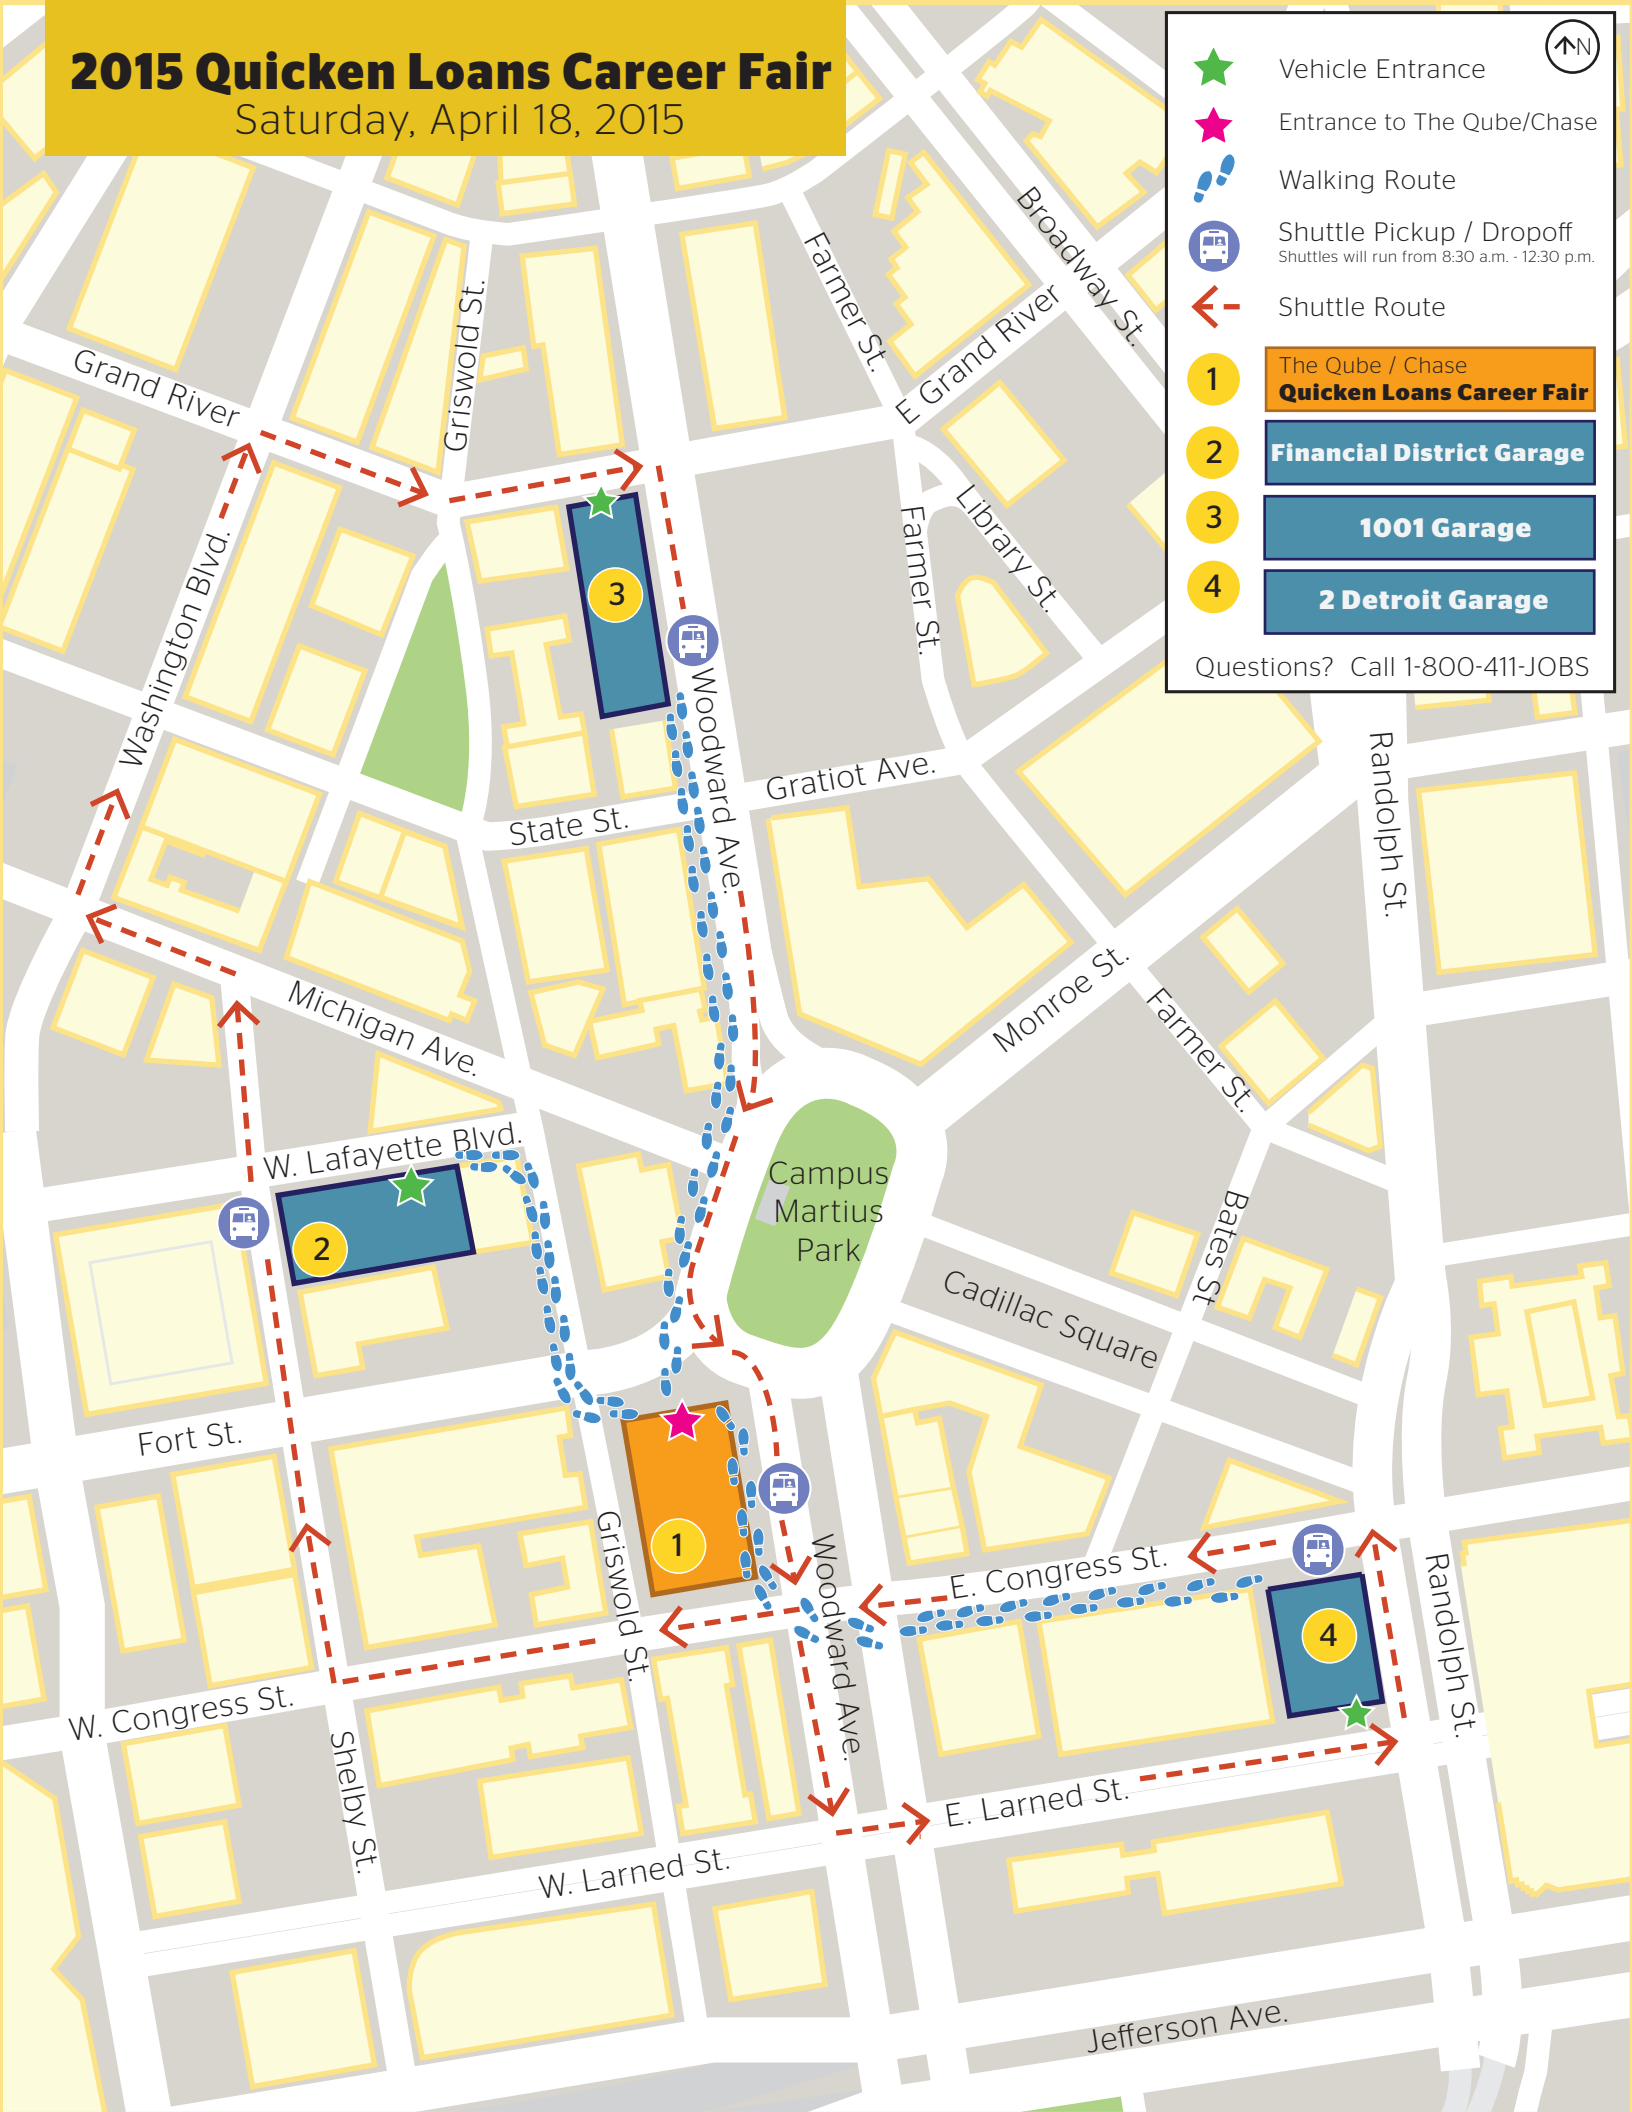 2015 Quicken Loans Career Fair
Saturday, April 18, 2015
N
Vehicle Entrance
Entrance to The Qube/Chase
Walking Route
Shuttle Pickup / Dropoff
Shuttles will run from 8:30 a.m. - 12:30 p.m.
Shuttle Route
1
The Qube / Chase
Quicken Loans Career Fair
2
Financial District Garage
3
1001 Garage
4
2 Detroit Garage
Questions? Call 1-800-411-JOBS
Broadway St.
Farmer St.
Griswold St.
E Grand River
Grand River
Library St.
Farmer St.
3
Washington Blvd.
Woodward Ave.
Gratiot Ave.
State St.
Randolph St.
Monroe St.
Farmer St.
Michigan Ave.
W. Lafayette Blvd.
Campus
Martius
Park
2
Bates St
Cadillac Square
Fort St.
1
Griswold St.
Woodward Ave.
E. Congress St.
4
Randolph St.
W. Congress St.
Shelby St.
E. Larned St.
W. Larned St.
Jefferson Ave.